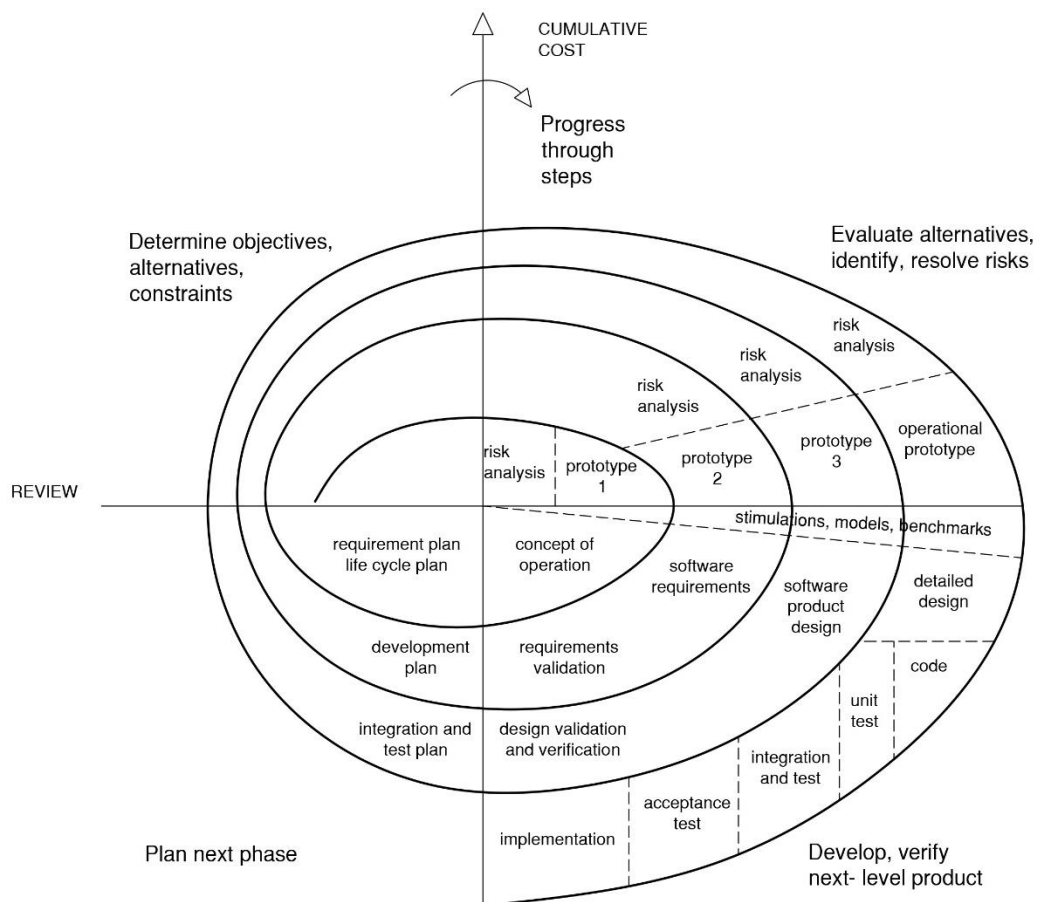 CUMULATIVE
COST
Progress
through
steps
Determine objectives,
alternatives,
constraints
Evaluate alternatives,
identify, resolve risks
risk
analysis
risk
analysis
risk
analysis
risk
analysis
prototype
1
prototype
2
prototype
3
operational
prototype
REVIEW
stimulations, models, benchmarks
requirement plan
life cycle plan
concept of
operation
software
requirements
software
product
design
detailed
design
development
plan
requirements
validation
code
unit
test
integration and
test plan
design validation
and verification
integration
and test
acceptance
test
implementation
Plan next phase
Develop, verify
next- level product